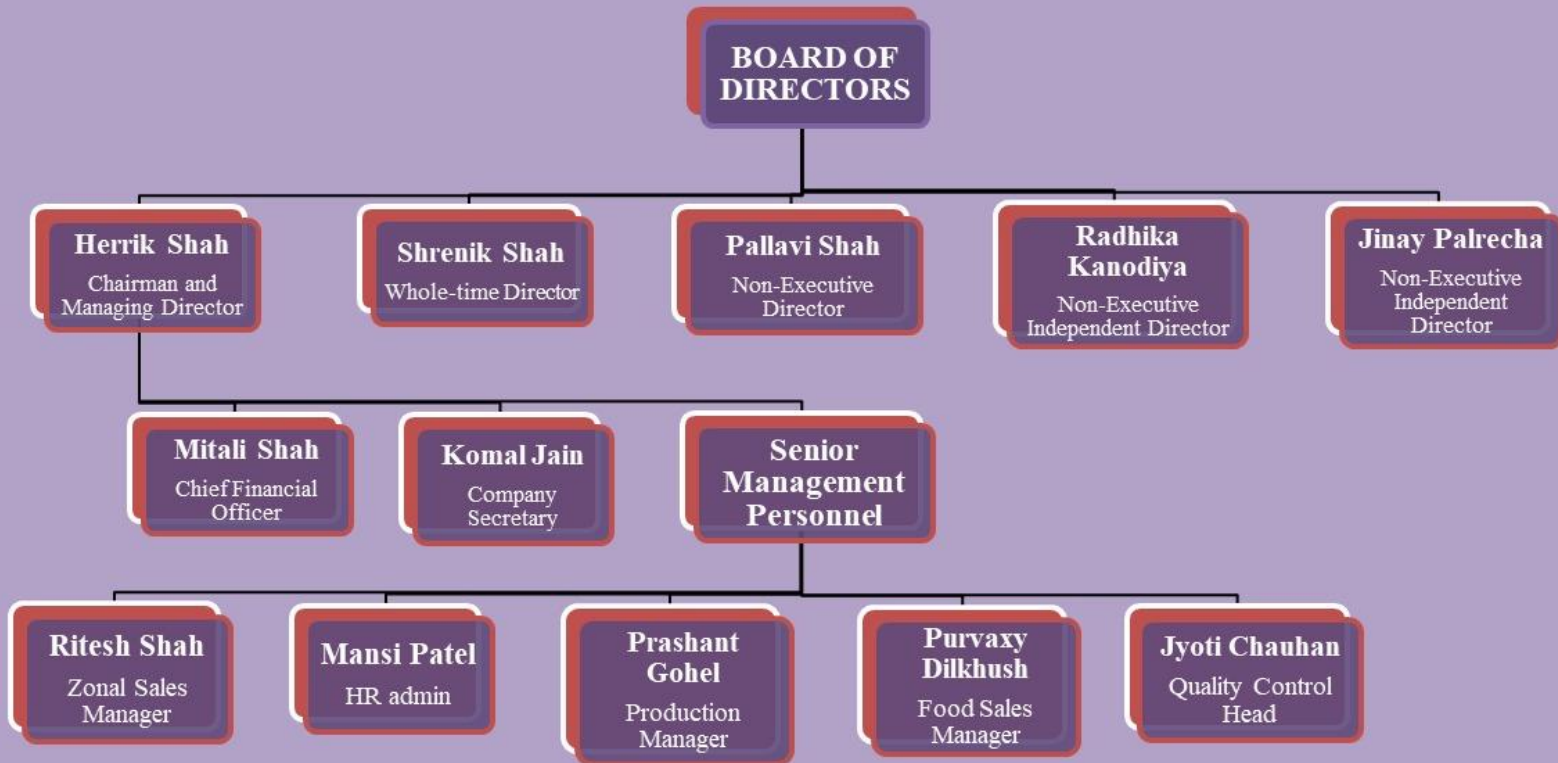 BOARD OF
DIRECTORS
Herrik Shah
Chairman and
Managing Director
Shrenik Shah
Whole-time Director
Pallavi Shah
Non-Executive
Director
Radhika
Kanodiya
Non-Executive
Independent Director
Jinay Palrecha
Non-Executive
Independent
Director
Mitali Shah
Chief Financial
Officer
Komal Jain
Company
Secretary
Senior
Management
Personnel
Ritesh Shah
Zonal Sales
Manager
Mansi Patel
HR admin
Prashant
Gohel
Production
Manager
Purvaxy
Dilkhush
Food Sales
Manager
Jyoti Chauhan
Quality Control
Head